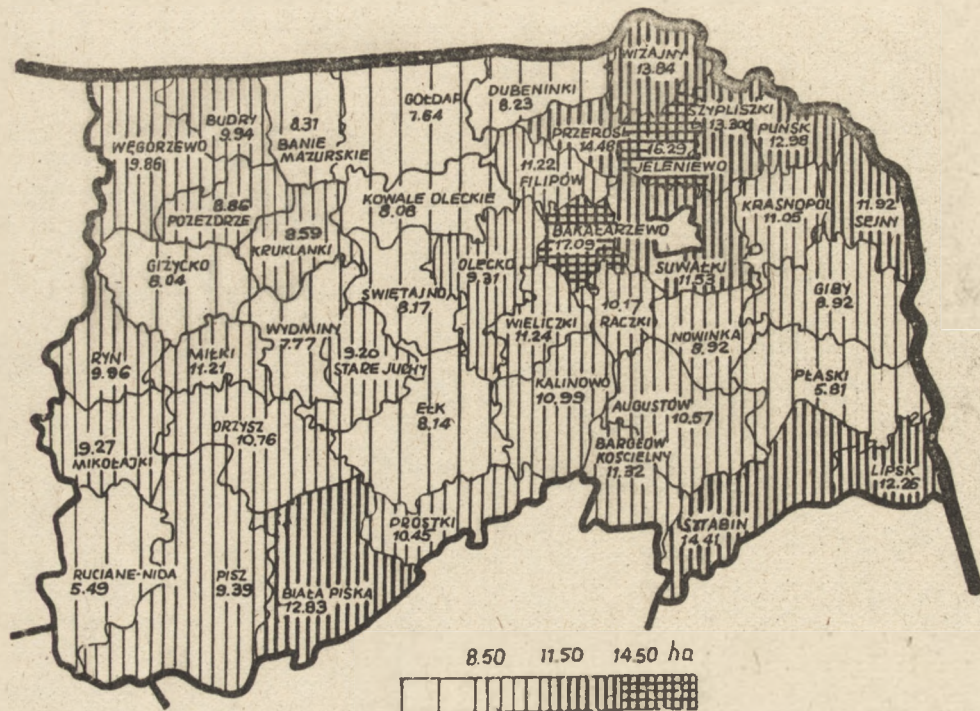 WIŻAJNY
13.84
DUBENINKI
8.23
GOŁDAP
7.64
BUDRY
9.94
8.31
BANIE
MAZURSKIE
WĘGORZEWO
9.86
SZYPLISZKI
13.30
PUŃSK
12.98
PRZEROŚL
14.48
16.29
JELENIEWO
11.22
FILIPÓW
8.86
POZEZDRZE
KOWALE OLECKIE
8.08
KRASNOPOL
11.05
11.92
SEJNY
8.59
KRUKLANKI
BAKAŁARZEWO
17.09
GIŻYCKO
8.04
OLECKO
9.31
SUWAŁKI
11.53
GIBY
8.92
ŚWIĘTAJNO
8.17
10.17
RACZKI
WYDMINY
7.77
WIELICZKI
11.24
NOWINKA
8.92
RYN
9.96
MIŁKI
11.21
9.20
STARE JUCHY
PŁASKI
5.81
KALINOWO
10.99
EŁK
8.14
AUGUSTÓW
10.57
ORZYSZ
10.76
9.27
MIKOŁAJKI
BARGŁÓW
KOŚCIELNY
11.32
LIPSK
12.26
PROSTKI
10.45
SZTABIN
14.41
RUCIANE-NIDA
5.49
PISZ
9.39
BIAŁA PISKA
12.83
8.50 11.50 14.50 ha